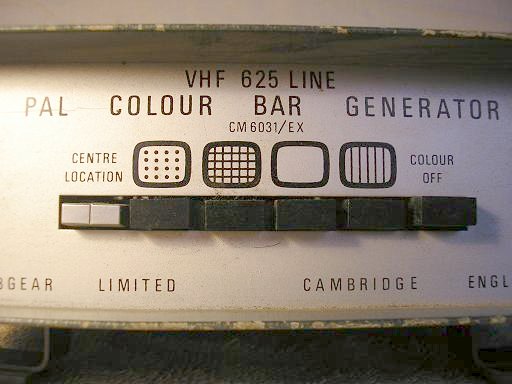 VHF 625 LINE
PAL COLOUR BAR GENERATOR
CM6031/EX
CENTRE LOCATION
COLOUR OFF
LIMITED CAMBRIDGE